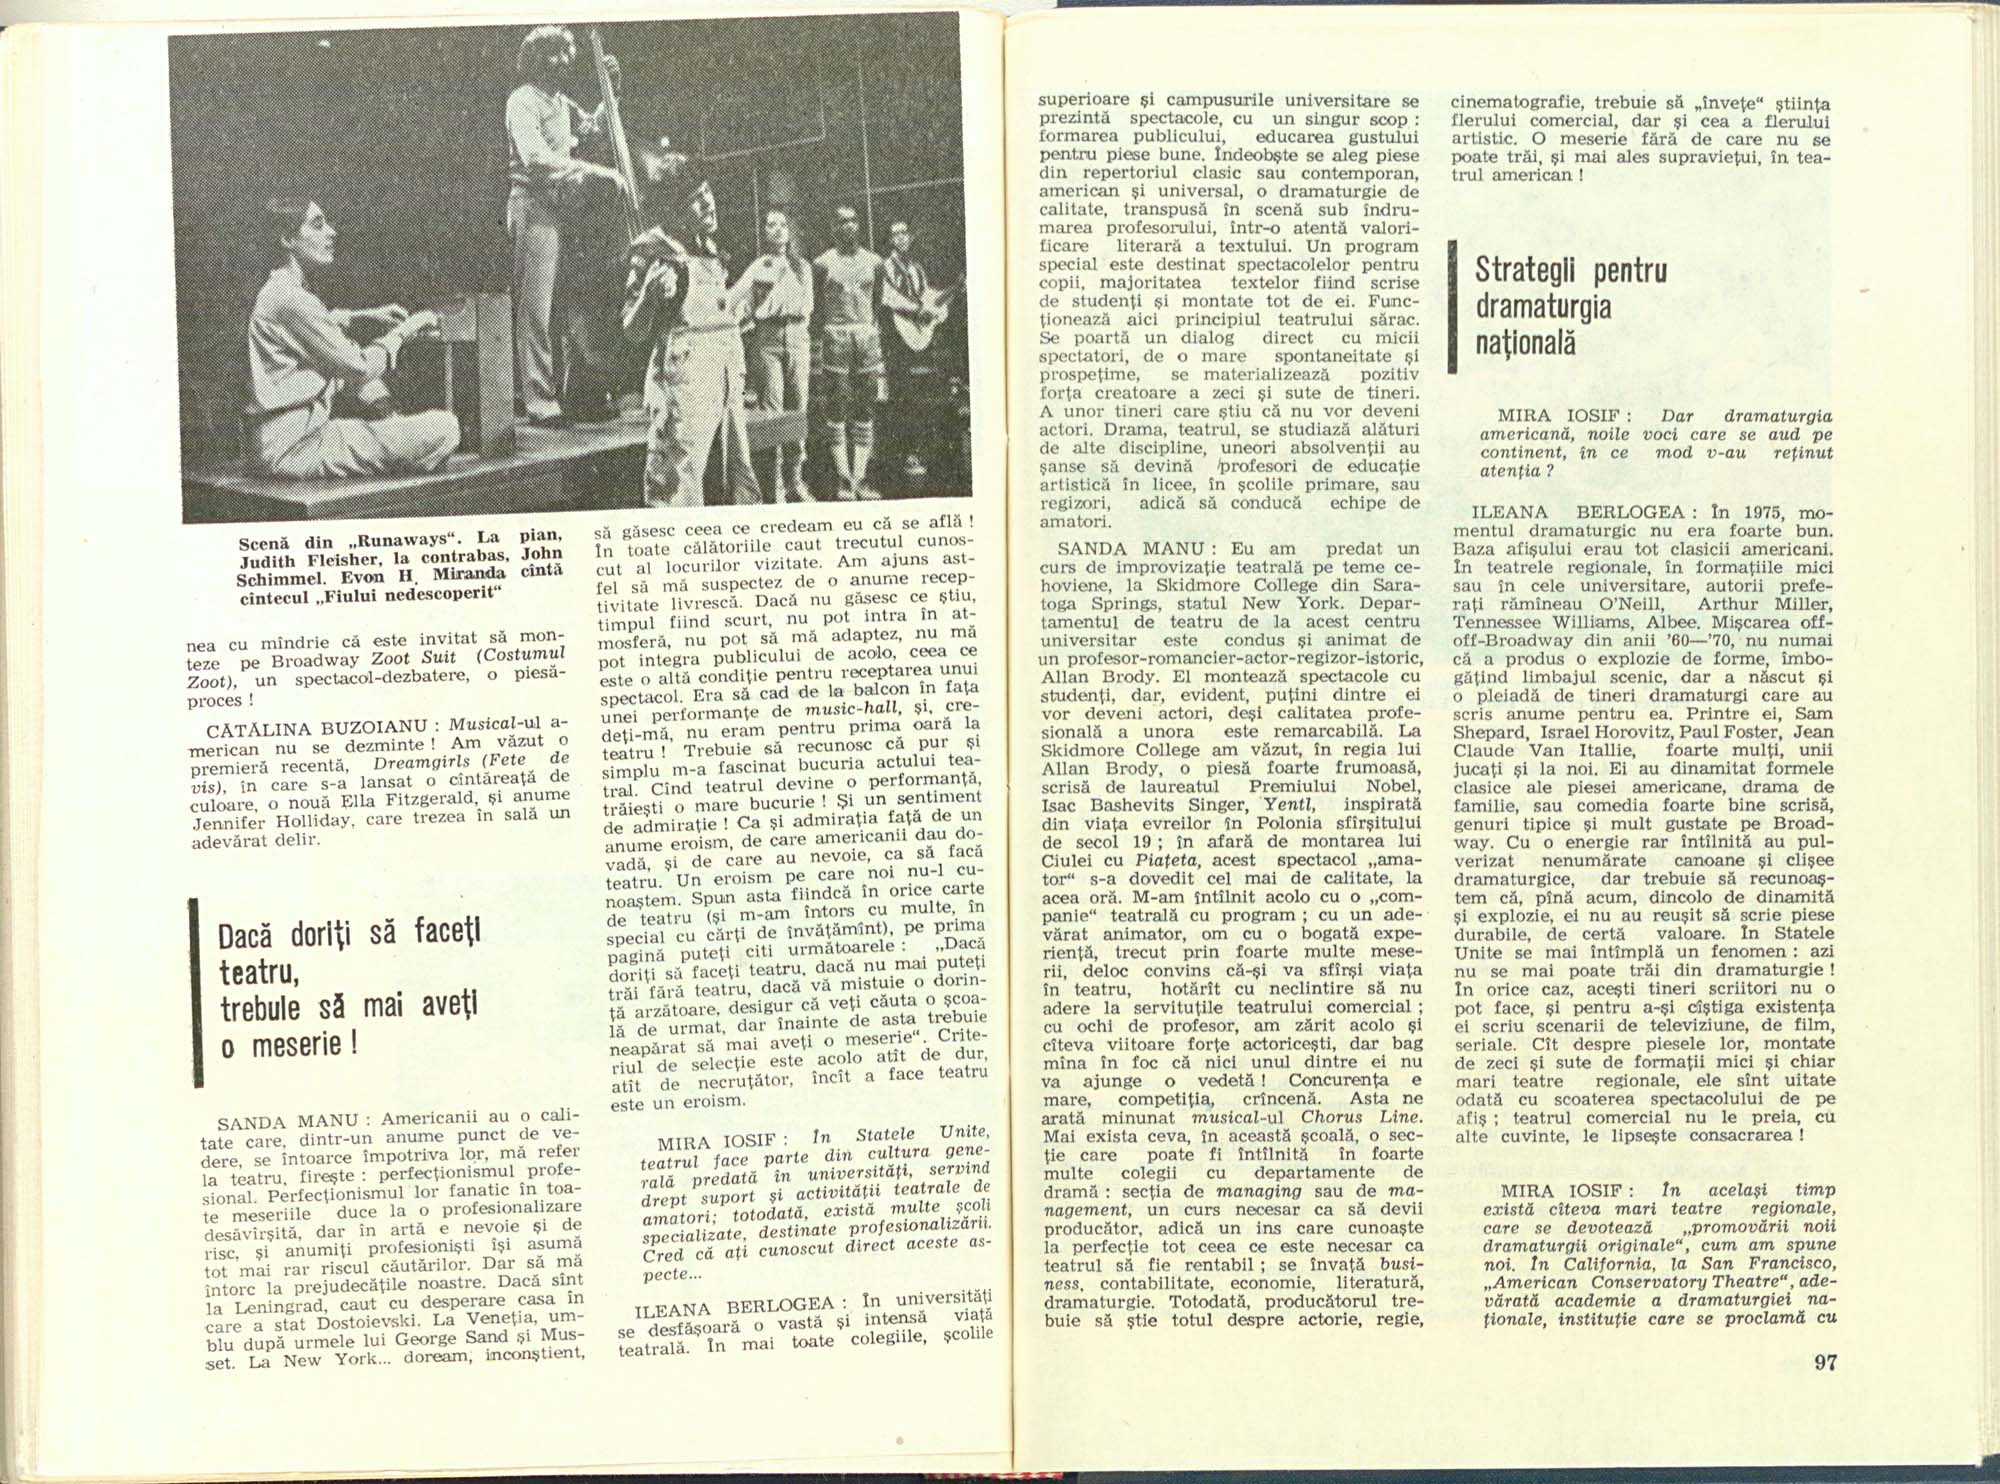 Scenă din „Runaways“. La pian,
Judith Fleisher, la contrabas, John
Schimmel. Evon H. Miranda cîntă
cîntecul „Fiului nedescoperit“
nea cu mîndrie că este invitat să mon-
teze pe Broadway Zoot Suit (Costumul
Zoot), un spectacol-dezbatere, o piesă-
proces !
CĂTĂLINA BUZOIANU : Musical-ul a-
merican nu se dezminte ! Am văzut o
premieră recentă, Dreamgirls (Fete de
vis), în care s-a lansat o cîntăreață de
culoare, o nouă Ella Fitzgerald, și anume
Jennifer Holliday, care trezea în sală un
adevărat delir.
Dacă doriți să faceți
teatru,
trebuie să mai aveți
o meserie !
SANDA MANU : Americanii au o cali-
tate care, dintr-un anume punct de ve-
dere, se întoarce împotriva lor, mă refer
la teatru, firește : perfecționismul profe-
sional. Perfecționismul lor fanatic în toa-
te meseriile duce la o profesionalizare
desăvîrșită, dar în artă e nevoie și de
risc, și anumiți profesioniști își asumă
tot mai rar riscul căutărilor. Dar să mă
întorc la prejudecățile noastre. Dacă sînt
la Leningrad, caut cu desperare casa în
care a stat Dostoievski. La Veneția, um-
blu după urmele lui George Sand și Mus-
set. La New York... doream, inconștient,
să găsesc ceea ce credeam eu că se află !
În toate călătoriile caut trecutul cunos-
cut al locurilor vizitate. Am ajuns ast-
fel să mă suspectez de o anume recep-
tivitate livrescă. Dacă nu găsesc ce știu,
timpul fiind scurt, nu pot intra în at-
mosferă, nu pot să mă adaptez, nu mă
pot integra publicului de acolo, ceea ce
este o altă condiție pentru receptarea unui
spectacol. Era să cad de la balcon în fața
unei performanțe de music-hall, și, cre-
deți-mă, nu eram pentru prima oară la
teatru ! Trebuie să recunosc că pur și
simplu m-a fascinat bucuria actului tea-
tral. Cînd teatrul devine o performanță,
trăiești o mare bucurie ! Și un sentiment
de admirație ! Ca și admirația față de un
anume eroism, de care americanii dau do-
vadă, și de care au nevoie, ca să facă
teatru. Un eroism pe care noi nu-l cu-
noaștem. Spun asta fiindcă în orice carte
de teatru (și m-am întors cu multe, în
special cu cărți de învățămînt), pe prima
pagină puteți citi următoarele : „Dacă
doriți să faceți teatru, dacă nu mai puteți
trăi fără teatru, dacă vă mistuie o dorin-
ță arzătoare, desigur că veți căuta o școa-
lă de urmat, dar înainte de asta trebuie
neapărat să mai aveți o meserie“. Crite-
riul de selecție este acolo atît de dur,
atît de necruțător, încît a face teatru
este un eroism.
MIRA IOSIF : În Statele Unite,
teatrul face parte din cultura gene-
rală predată în universități, servind
drept suport și activității teatrale de
amatori; totodată, există multe școli
specializate, destinate profesionalizării.
Cred că ați cunoscut direct aceste as-
pecte...
ILEANA BERLOGEA : În universități
se desfășoară o vastă și intensă viață
teatrală. În mai toate colegiile, școlile
superioare și campusurile universitare se
prezintă spectacole, cu un singur scop :
formarea publicului, educarea gustului
pentru piese bune. Îndeobște se aleg piese
din repertoriul clasic sau contemporan,
american și universal, o dramaturgie de
calitate, transpusă în scenă sub îndru-
marea profesorului, într-o atentă valori-
ficare literară a textului. Un program
special este destinat spectacolelor pentru
copii, majoritatea textelor fiind scrise
de studenți și montate tot de ei. Func-
ționează aici principiul teatrului sărac.
Se poartă un dialog direct cu micii
spectatori, de o mare spontaneitate și
prospețime, se materializează pozitiv
forța creatoare a zeci și sute de tineri.
A unor tineri care știu că nu vor deveni
actori. Drama, teatrul, se studiază alături
de alte discipline, uneori absolvenții au
șanse să devină profesori de educație
artistică în licee, în școlile primare, sau
regizori, adică să conducă echipe de
amatori.
SANDA MANU : Eu am predat un
curs de improvizație teatrală pe teme ce-
hoviene, la Skidmore College din Sara-
toga Springs, statul New York. Depar-
tamentul de teatru de la acest centru
universitar este condus și animat de
un profesor-romancier-actor-regizor-istoric,
Allan Brody. El montează spectacole cu
studenți, dar, evident, puțini dintre ei
vor deveni actori, deși calitatea profe-
sională a unora este remarcabilă. La
Skidmore College am văzut, în regia lui
Allan Brody, o piesă foarte frumoasă,
scrisă de laureatul Premiului Nobel,
Isac Bashevits Singer, Yentl, inspirată
din viața evreilor în Polonia sfîrșitului
de secol 19 ; în afară de montarea lui
Ciulei cu Piațeta, acest spectacol „ama-
tor“ s-a dovedit cel mai de calitate, la
acea oră. M-am întîlnit acolo cu o „com-
panie“ teatrală cu program ; cu un ade-
vărat animator, om cu o bogată expe-
riență, trecut prin foarte multe mese-
rii, deloc convins că-și va sfîrși viața
în teatru, hotărît cu neclintire să nu
adere la servituțile teatrului comercial ;
cu ochi de profesor, am zărit acolo și
cîteva viitoare forțe actoricești, dar bag
mîna în foc că nici unul dintre ei nu
va ajunge o vedetă ! Concurența e
mare, competiția, crîncenă. Asta ne
arată minunat musical-ul Chorus Line.
Mai exista ceva, în această școală, o sec-
ție care poate fi întîlnită în foarte
multe colegii cu departamente de
dramă : secția de managing sau de ma-
nagement, un curs necesar ca să devii
producător, adică un ins care cunoaște
la perfecție tot ceea ce este necesar ca
teatrul să fie rentabil ; se învață busi-
ness, contabilitate, economie, literatură,
dramaturgie. Totodată, producătorul tre-
buie să știe totul despre actorie, regie,
cinematografie, trebuie să „învețe“ știința
flerului comercial, dar și cea a flerului
artistic. O meserie fără de care nu se
poate trăi, și mai ales supraviețui, în tea-
trul american !
Strategii pentru
dramaturgia
națională
MIRA IOSIF : Dar dramaturgia
americană, noile voci care se aud pe
continent, în ce mod v-au reținut
atenția ?
ILEANA BERLOGEA : În 1975, mo-
mentul dramaturgic nu era foarte bun.
Baza afișului erau tot clasicii americani.
În teatrele regionale, în formațiile mici
sau în cele universitare, autorii prefe-
rați rămîneau O'Neill, Arthur Miller,
Tennessee Williams, Albee. Mișcarea off-
off-Broadway din anii '60—'70, nu numai
că a produs o explozie de forme, îmbo-
gățind limbajul scenic, dar a născut și
o pleiadă de tineri dramaturgi care au
scris anume pentru ea. Printre ei, Sam
Shepard, Israel Horovitz, Paul Foster, Jean
Claude Van Itallie, foarte mulți, unii
jucați și la noi. Ei au dinamitat formele
clasice ale piesei americane, drama de
familie, sau comedia foarte bine scrisă,
genuri tipice și mult gustate pe Broad-
way. Cu o energie rar întîlnită au pul-
verizat nenumărate canoane și clișee
dramaturgice, dar trebuie să recunoaș-
tem că, pînă acum, dincolo de dinamită
și explozie, ei nu au reușit să scrie piese
durabile, de certă valoare. În Statele
Unite se mai întîmplă un fenomen : azi
nu se mai poate trăi din dramaturgie !
În orice caz, acești tineri scriitori nu o
pot face, și pentru a-și cîștiga existența
ei scriu scenarii de televiziune, de film,
seriale. Cît despre piesele lor, montate
de zeci și sute de formații mici și chiar
mari teatre regionale, ele sînt uitate
odată cu scoaterea spectacolului de pe
afiș ; teatrul comercial nu le preia, cu
alte cuvinte, le lipsește consacrarea !
MIRA IOSIF : În același timp
există cîteva mari teatre regionale,
care se devotează „promovării noii
dramaturgii originale“, cum am spune
noi. În California, la San Francisco,
„American Conservatory Theatre“, ade-
vărată academie a dramaturgiei na-
ționale, instituție care se proclamă cu
97